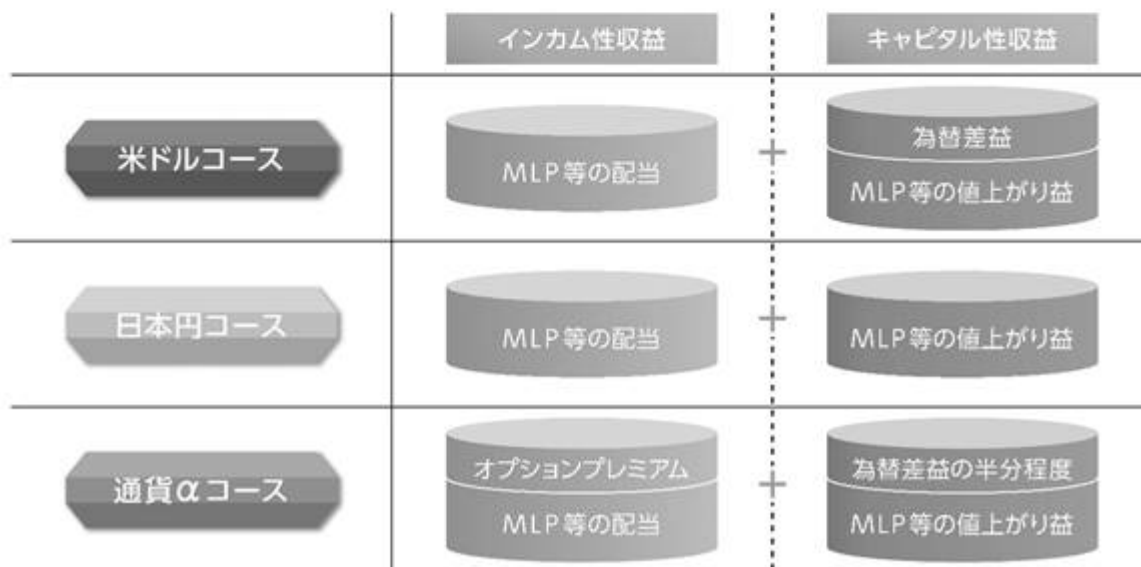 インカム性収益
キャピタル性収益
米ドルコース
MLP等の配当
+
為替差益
MLP等の値上がり益
日本円コース
MLP等の配当
+
MLP等の値上がり益
通貨αコース
オプションプレミアム
MLP等の配当
+
為替差益の半分程度
MLP等の値上がり益